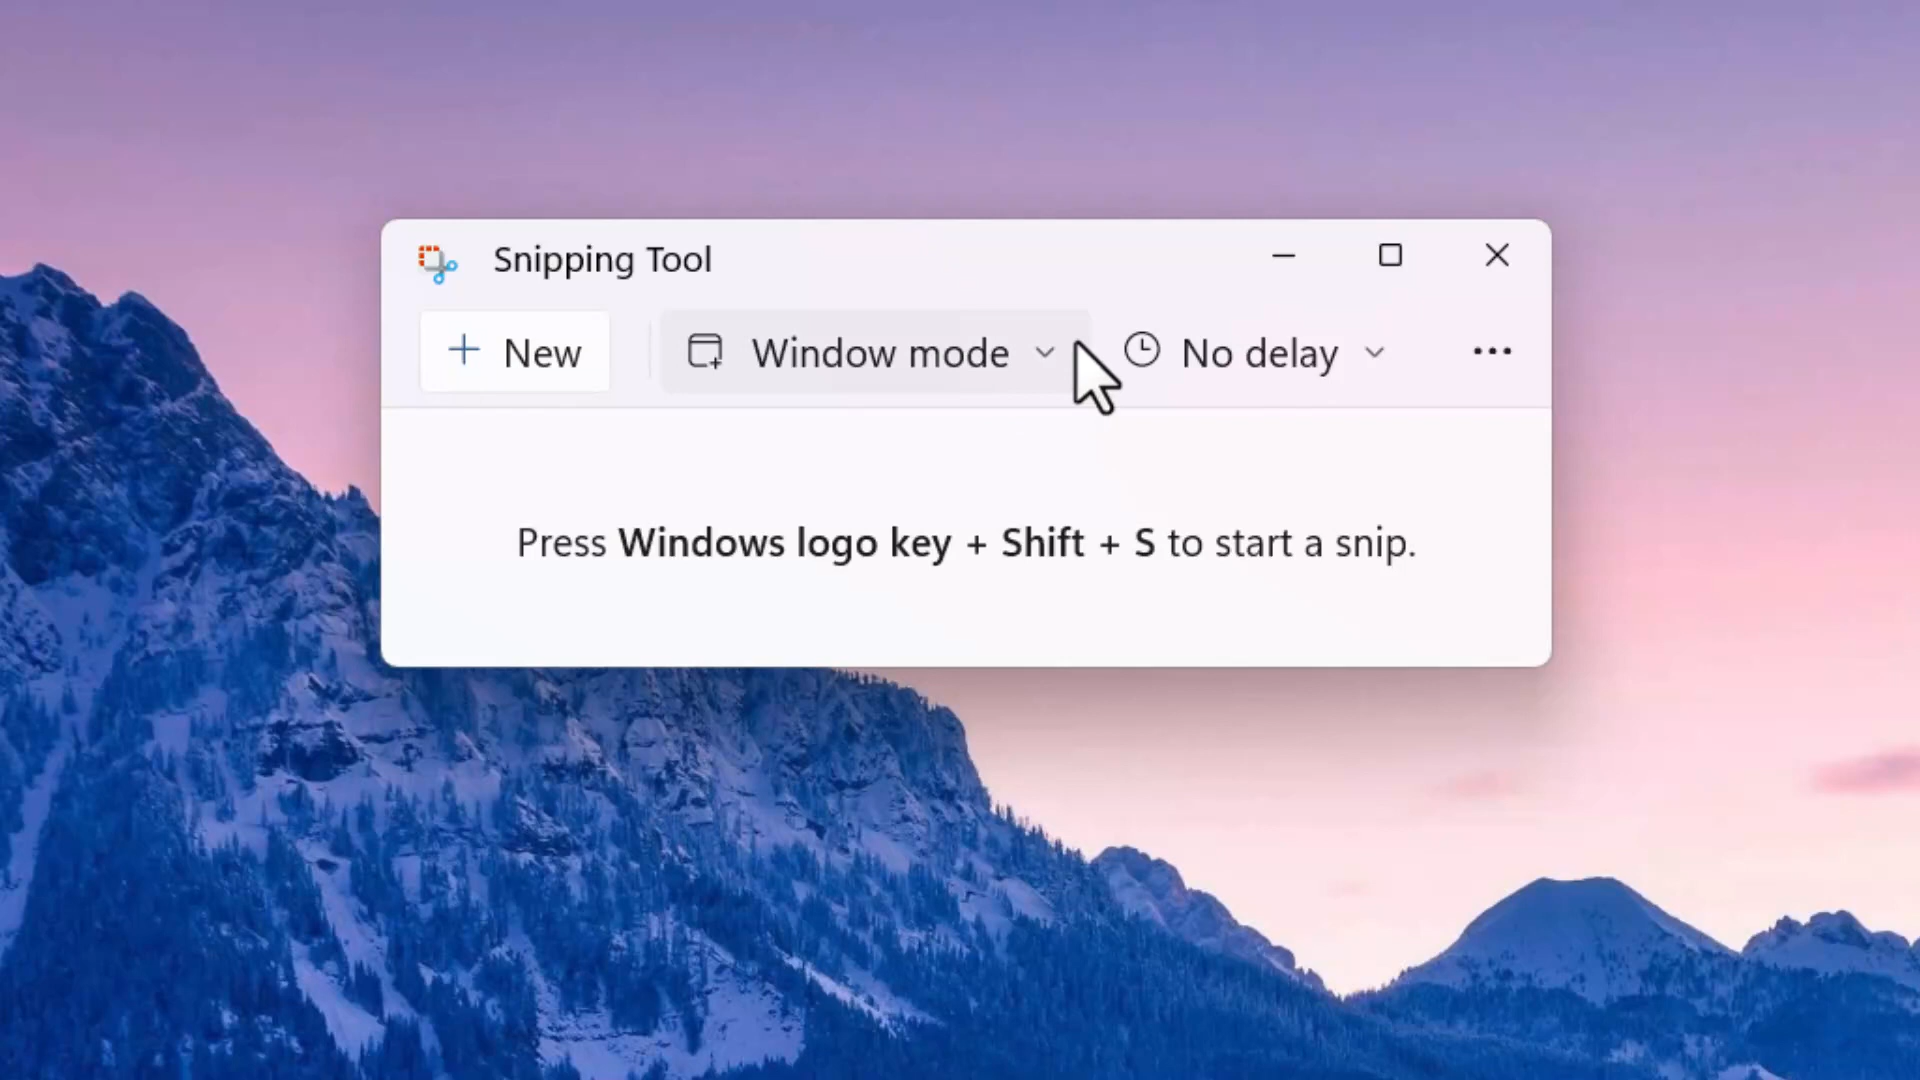 Snipping Tool
New Window mode No delay
Press Windows logo key + Shift + S to start a snip.